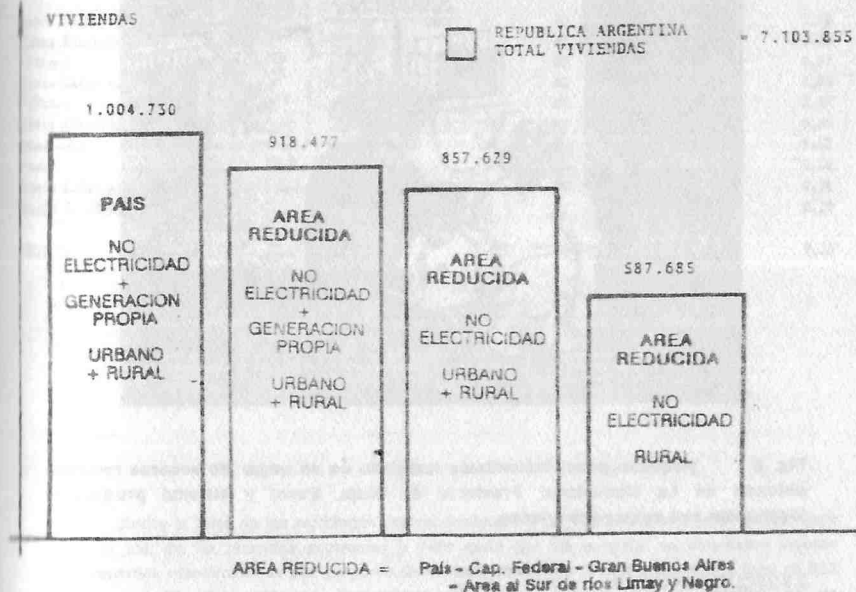 VIVIENDAS
REPUBLICA ARGENTINA
TOTAL VIVIENDAS = 7.103.855
1.004.730
PAIS
NO
ELECTRICIDAD
+
GENERACION
PROPIA
URBANO
+ RURAL
918.477
AREA
REDUCIDA
NO
ELECTRICIDAD
+
GENERACION
PROPIA
URBANO
+ RURAL
857.629
AREA
REDUCIDA
NO
ELECTRICIDAD
URBANO
+ RURAL
587.685
AREA
REDUCIDA
NO
ELECTRICIDAD
RURAL
AREA REDUCIDA = País - Cap. Federal - Gran Buenos Aires
- Area al Sur de ríos Limay y Negro.